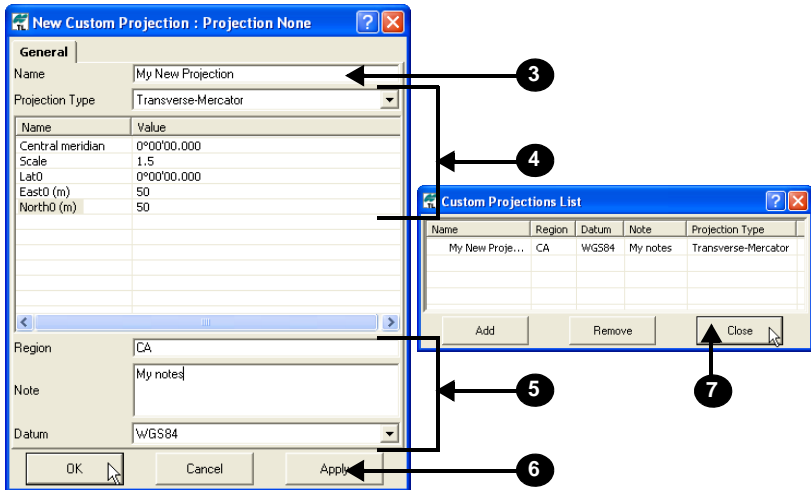 New Custom Projection : Projection None
General
Name My New Projection
Projection Type Transverse-Mercator
Name Value
Central meridian 0°00'00.000
Scale 1.5
Lat0 0°00'00.000
East0 (m) 50
North0 (m) 50
Region CA
Note My notes
Datum WGS84
OK Cancel Apply
3
4
5
6
TL Custom Projections List
Name Region Datum Note Projection Type
My New Proje... CA WGS84 My notes Transverse-Mercator
Add Remove Close
7